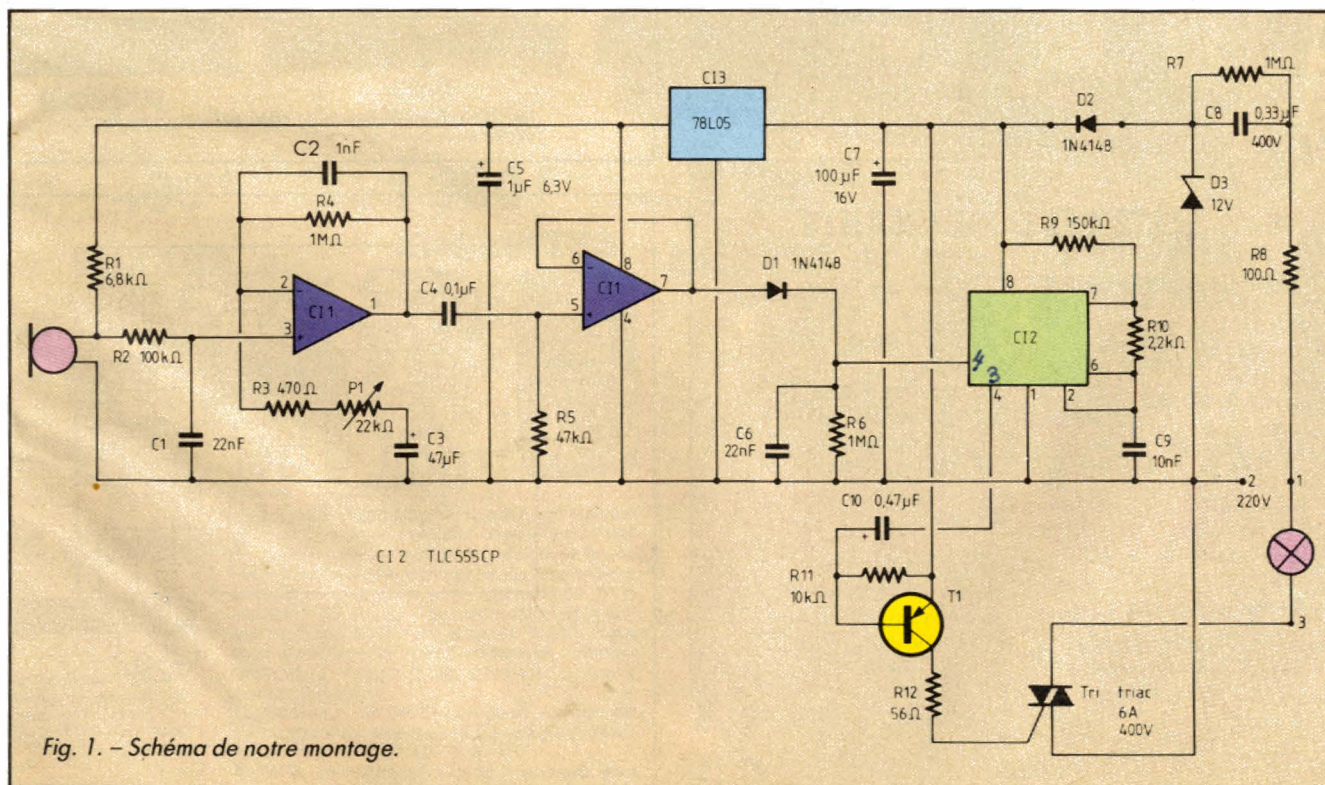 CI3
78L05
R7
1MΩ
D2
1N4148
C8
0,33µF
400V
C2 1nF
R4
1MΩ
C5
1µF 6,3V
C7
100µF
16V
D3
12V
R9 150kΩ
R1
6,8kΩ
R8
100Ω
D1 1N4148
2
CI1
1
3
C4 0,1µF
6
8
CI1
7
5
4
8
7
CI2
R10
2,2kΩ
4
3
6
4
1
2
R2 100kΩ
R3 470Ω
P1
22kΩ
C1
22nF
C3
47µF
R5
47kΩ
C6
22nF
R6
1MΩ
C9
10nF
2
220V
1
CI2 TLC555CP
C10 0,47µF
R11
10kΩ
T1
3
R12
56Ω
Tri triac
6A
400V
Fig. 1. – Schéma de notre montage.